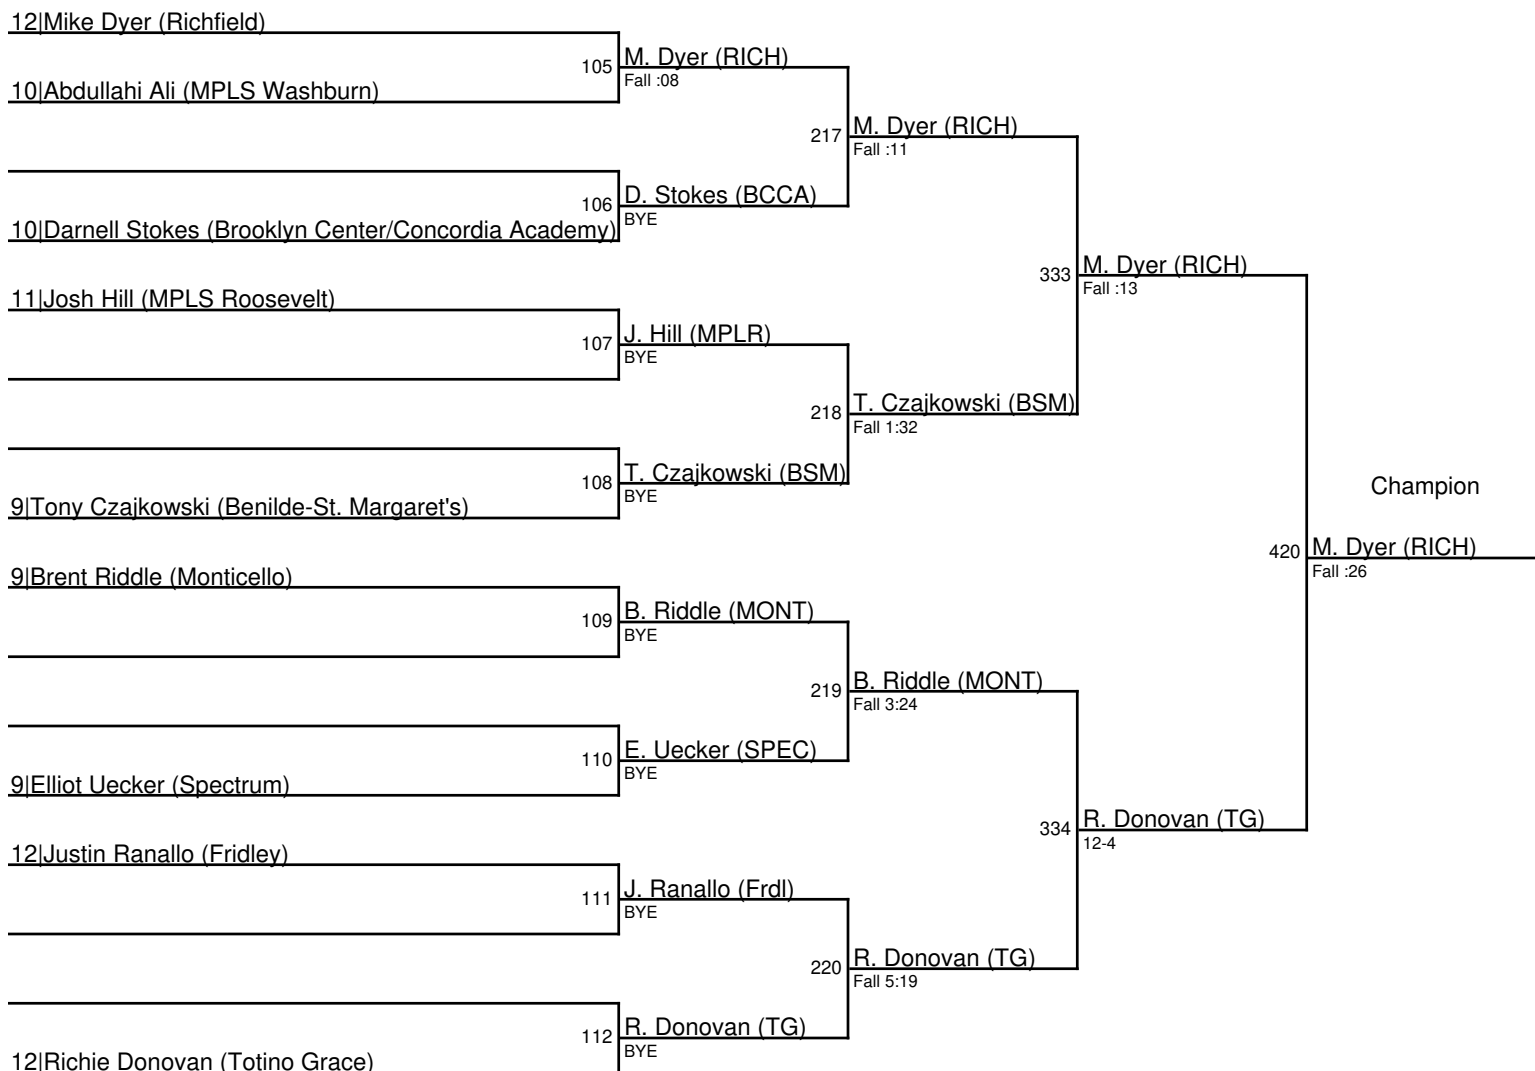 12|Mike Dyer (Richfield)
105
M. Dyer (RICH)
Fall :08
10|Abdullahi Ali (MPLS Washburn)
217
M. Dyer (RICH)
Fall :11
106
D. Stokes (BCCA)
BYE
10|Darnell Stokes (Brooklyn Center/Concordia Academy)
333
M. Dyer (RICH)
Fall :13
11|Josh Hill (MPLS Roosevelt)
107
J. Hill (MPLR)
BYE
218
T. Czajkowski (BSM)
Fall 1:32
108
T. Czajkowski (BSM)
BYE
9|Tony Czajkowski (Benilde-St. Margaret's)
Champion
420
M. Dyer (RICH)
Fall :26
9|Brent Riddle (Monticello)
109
B. Riddle (MONT)
BYE
219
B. Riddle (MONT)
Fall 3:24
110
E. Uecker (SPEC)
BYE
9|Elliot Uecker (Spectrum)
334
R. Donovan (TG)
12-4
12|Justin Ranallo (Fridley)
111
J. Ranallo (Frdl)
BYE
220
R. Donovan (TG)
Fall 5:19
112
R. Donovan (TG)
BYE
12|Richie Donovan (Totino Grace)